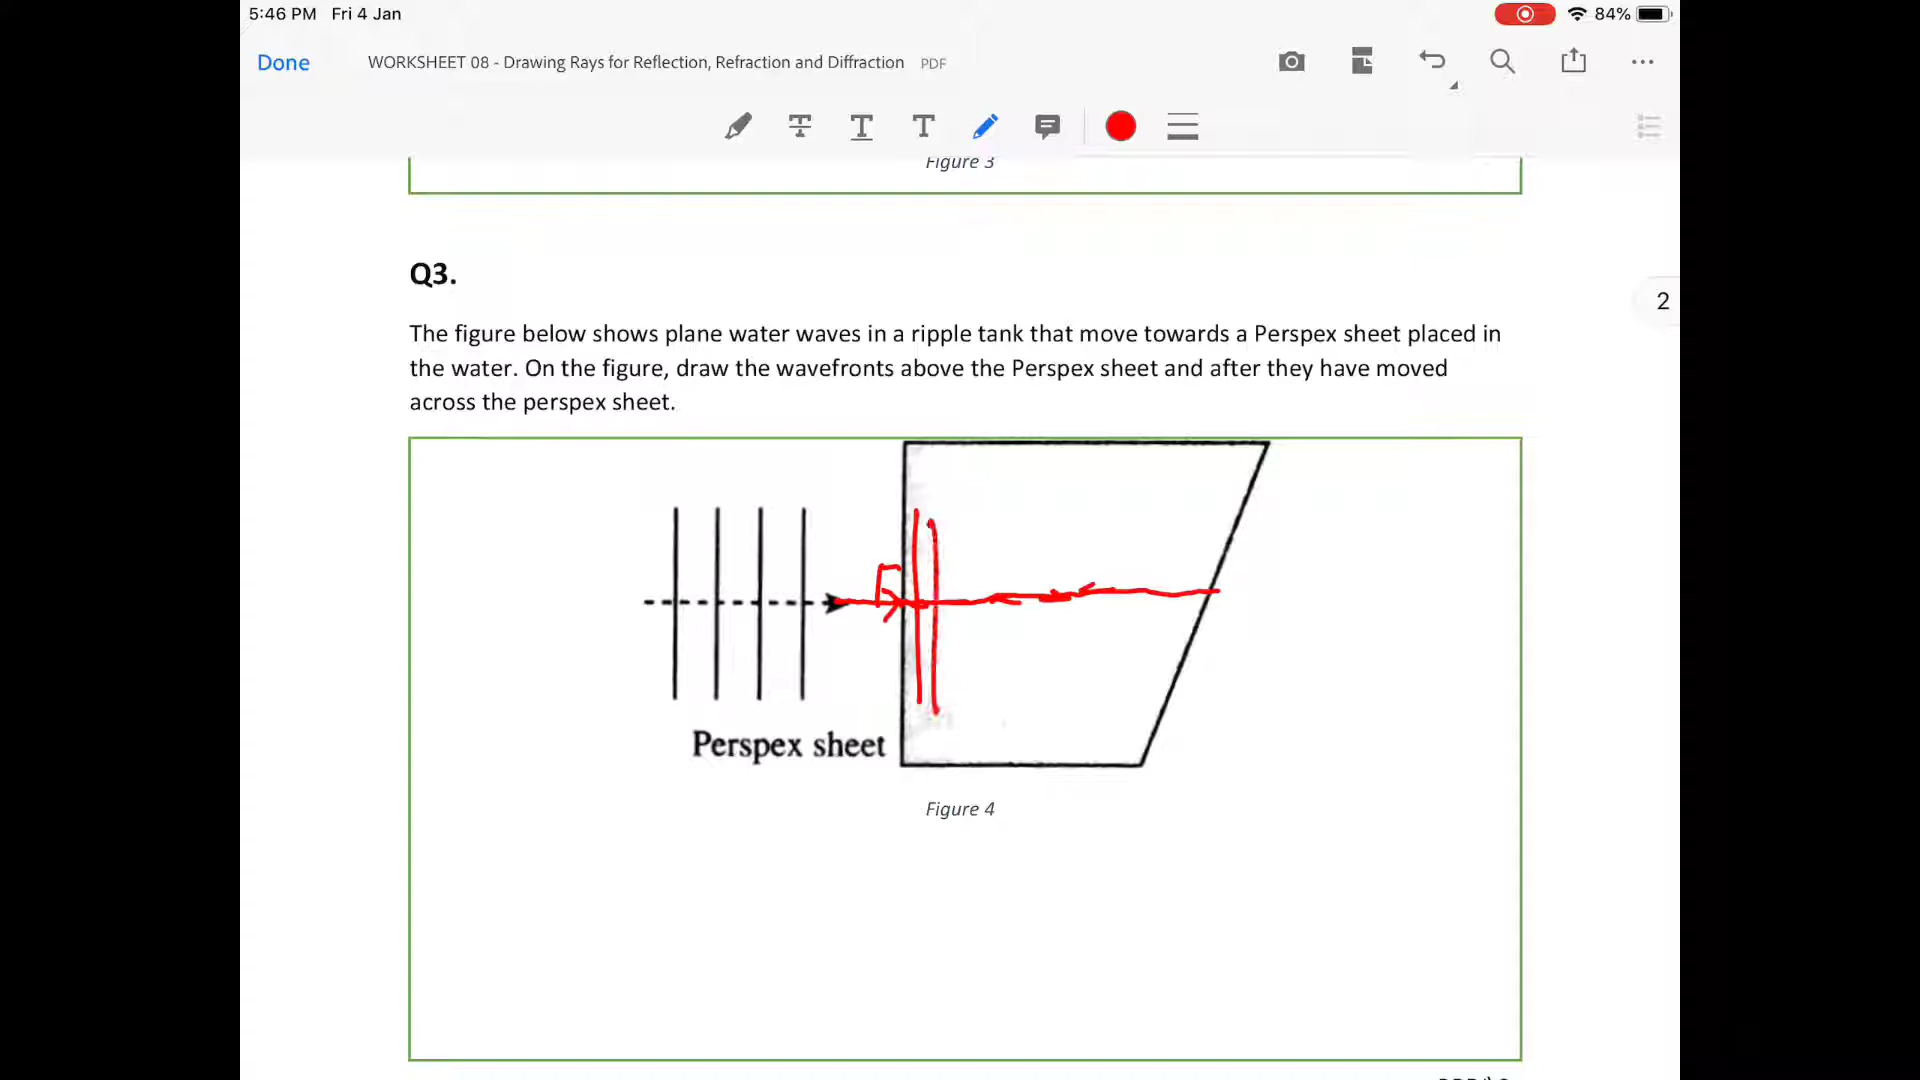 5:46 PM Fri 4 Jan
84%
Done
WORKSHEET 08 - Drawing Rays for Reflection, Refraction and Diffraction PDF
T T T
Figure 3
Q3.
2
The figure below shows plane water waves in a ripple tank that move towards a Perspex sheet placed in
the water. On the figure, draw the wavefronts above the Perspex sheet and after they have moved
across the perspex sheet.
Perspex sheet
Figure 4